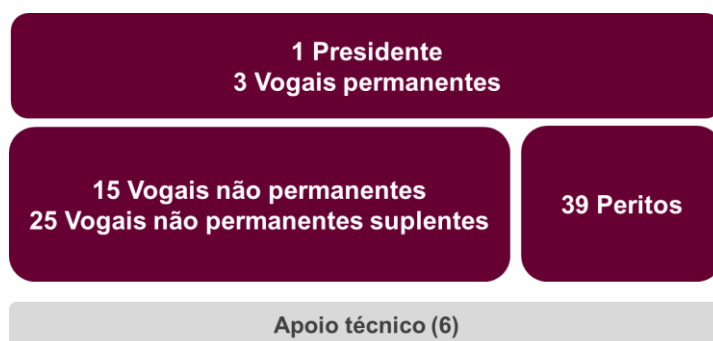 1 Presidente
3 Vogais permanentes
15 Vogais não permanentes
25 Vogais não permanentes suplentes
39 Peritos
Apoio técnico (6)